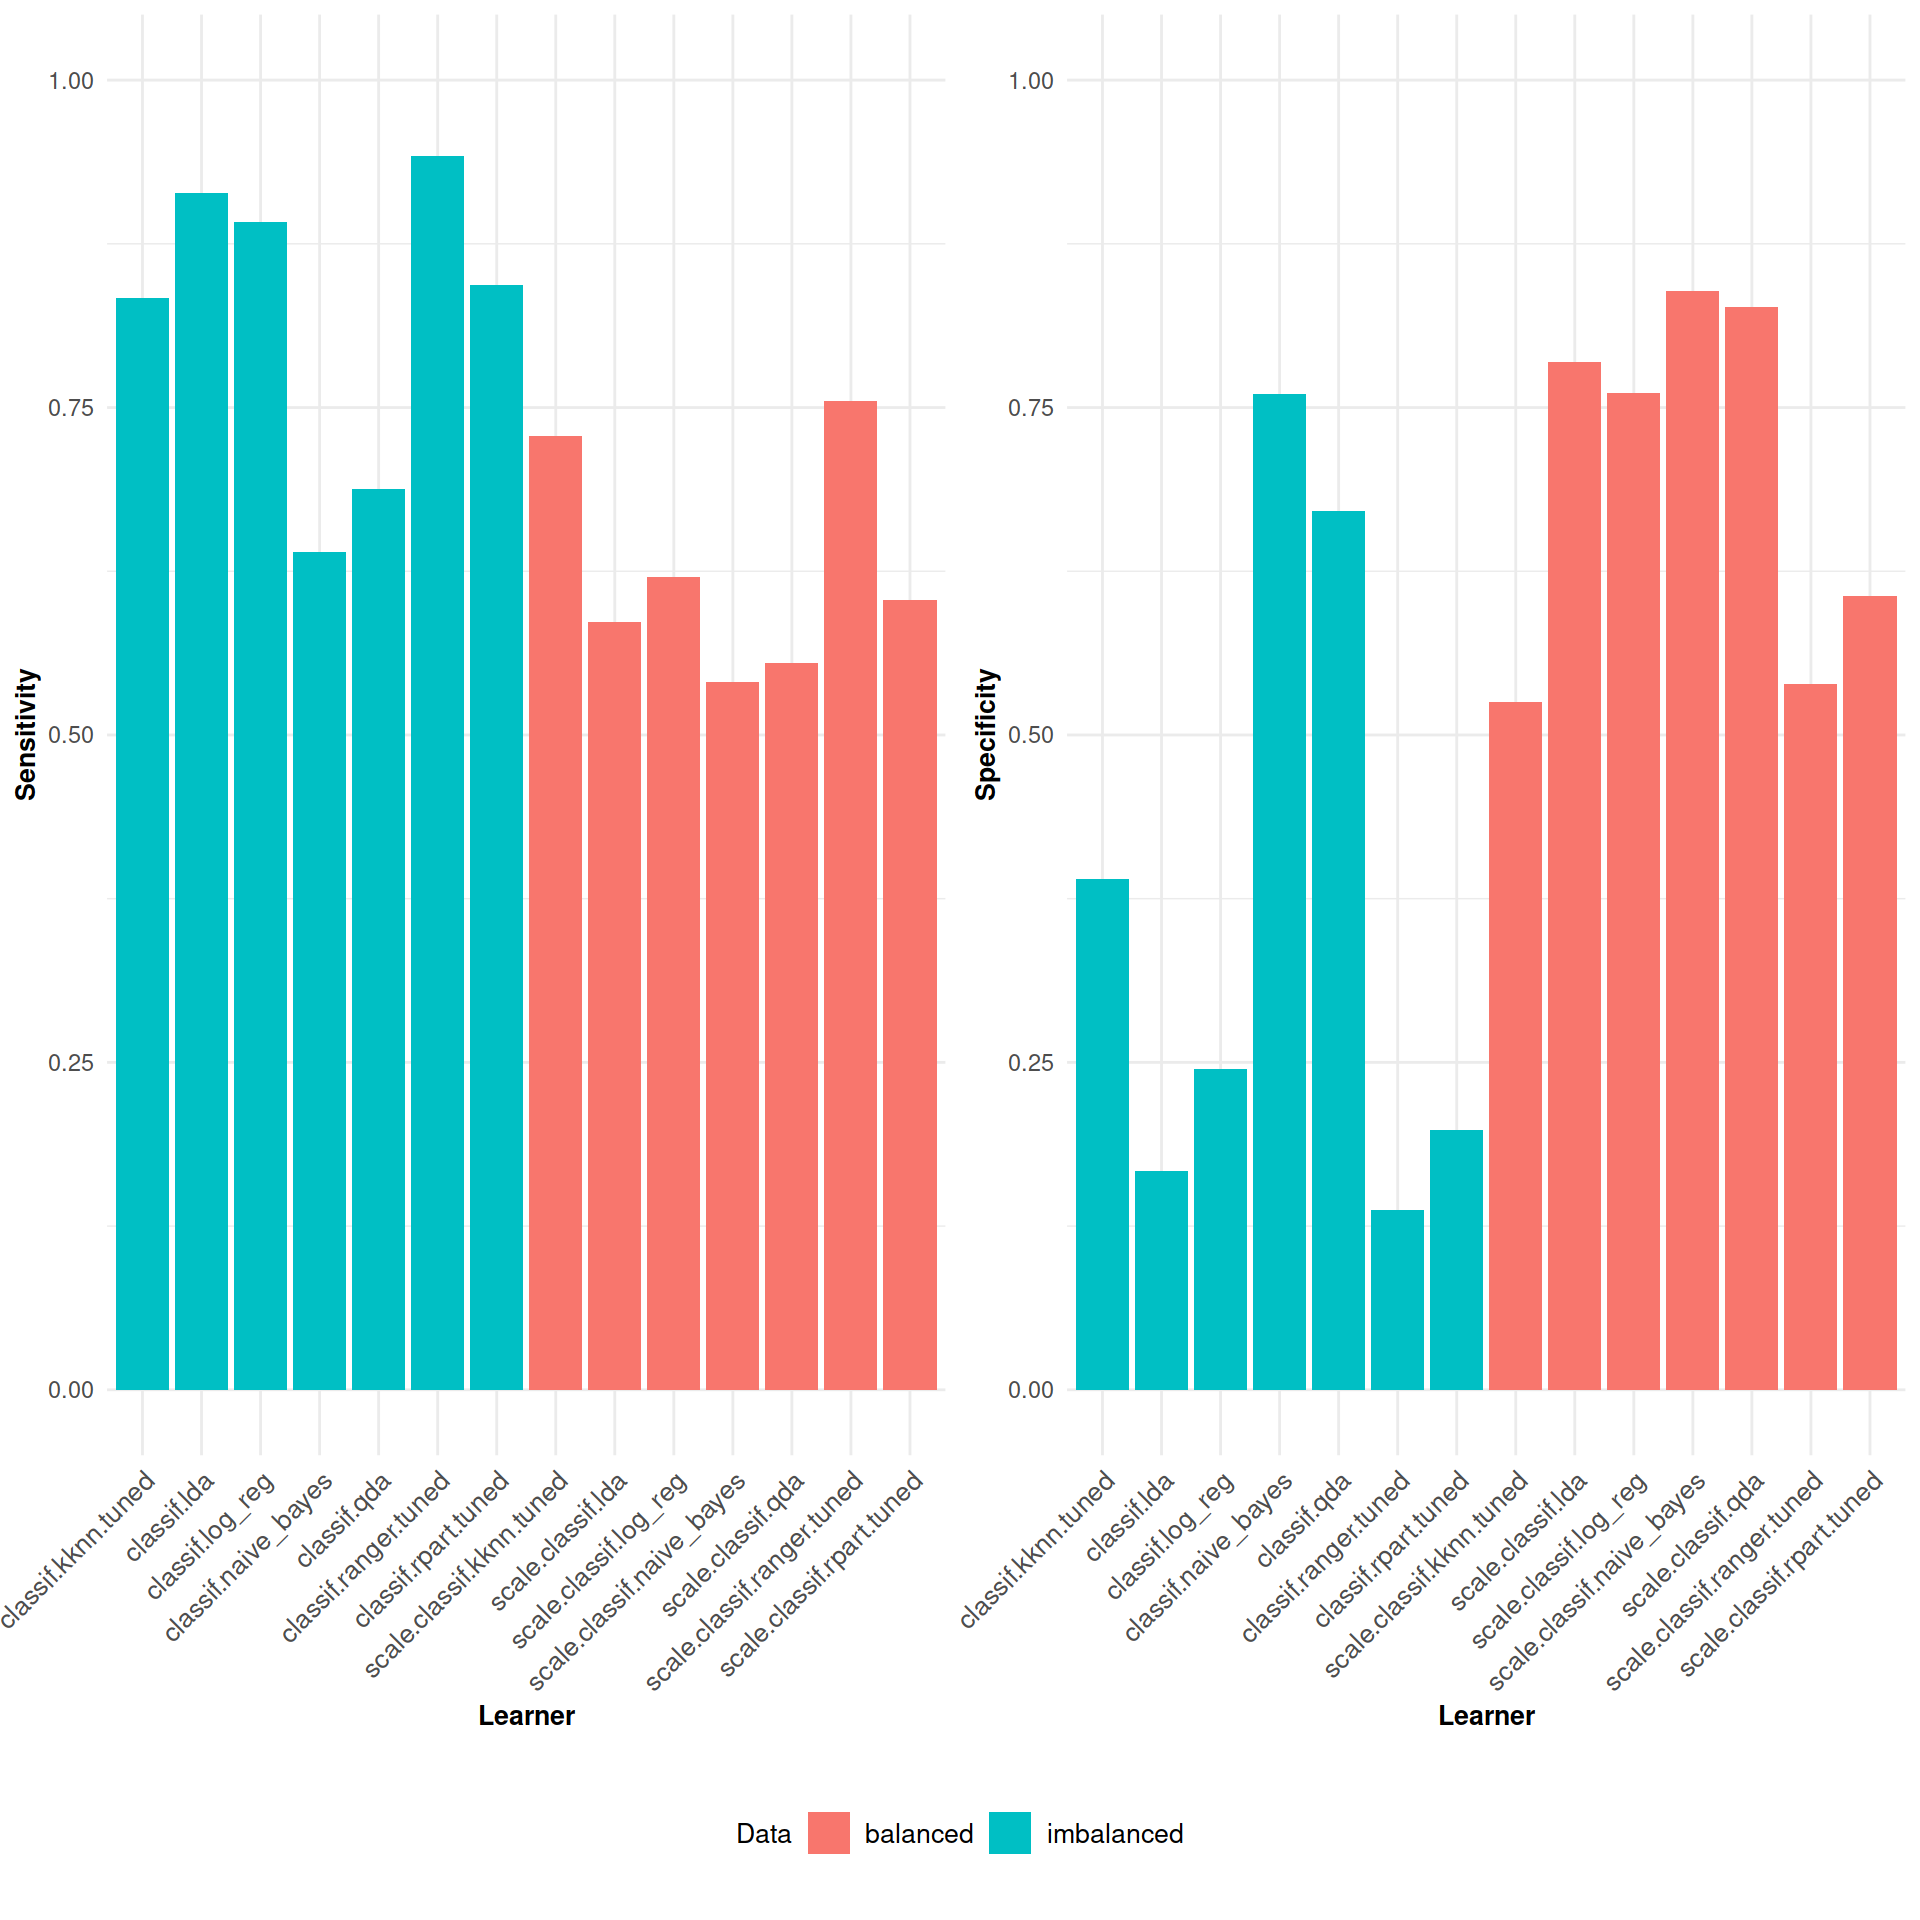 1.00
0.75
0.50
0.25
0.00
Sensitivity
classif.kknn.tuned
classif.lda
classif.log_reg
classif.naive_bayes
classif.qda
classif.ranger.tuned
classif.rpart.tuned
scale.classif.kknn.tuned
scale.classif.lda
scale.classif.log_reg
scale.classif.naive_bayes
scale.classif.qda
scale.classif.ranger.tuned
scale.classif.rpart.tuned
Learner
1.00
0.75
0.50
0.25
0.00
Specificity
classif.kknn.tuned
classif.lda
classif.log_reg
classif.naive_bayes
classif.qda
classif.ranger.tuned
classif.rpart.tuned
scale.classif.kknn.tuned
scale.classif.lda
scale.classif.log_reg
scale.classif.naive_bayes
scale.classif.qda
scale.classif.ranger.tuned
scale.classif.rpart.tuned
Learner
Data balanced imbalanced